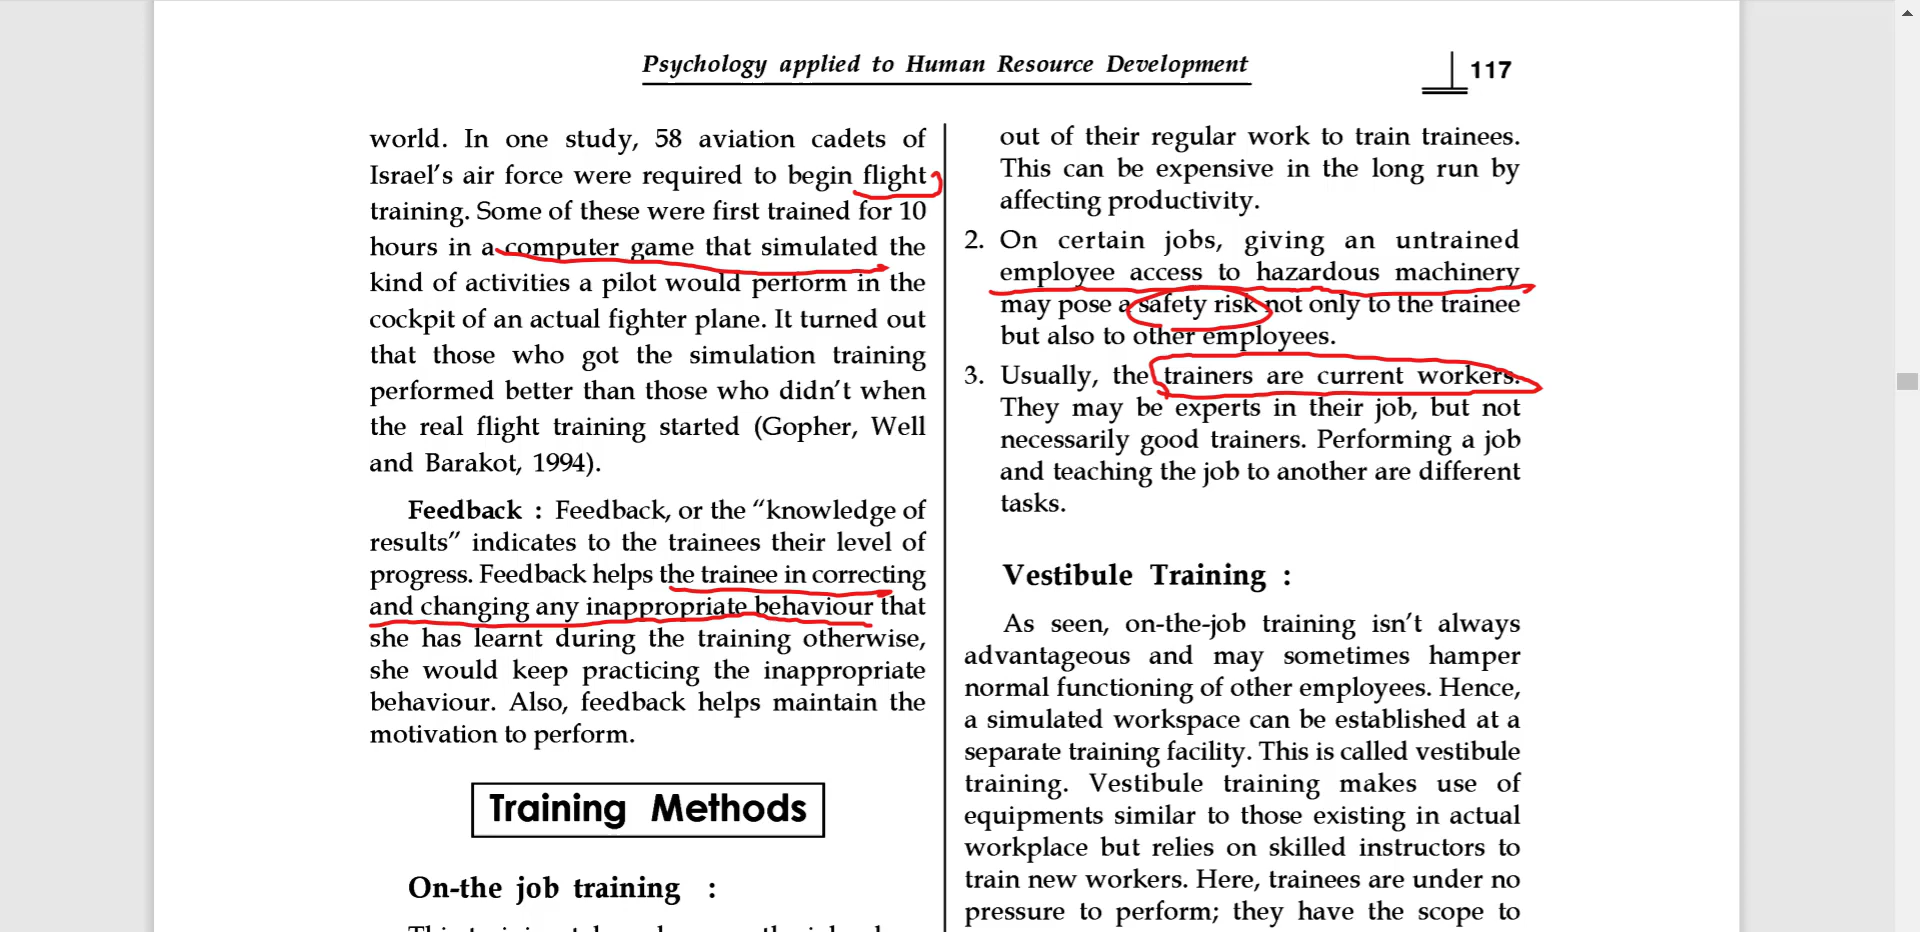 Psychology applied to Human Resource Development
117
world. In one study, 58 aviation cadets of
Israel's air force were required to begin flight
training. Some of these were first trained for 10
hours in a computer game that simulated the
kind of activities a pilot would perform in the
cockpit of an actual fighter plane. It turned out
that those who got the simulation training
performed better than those who didn't when
the real flight training started (Gopher, Well
and Barakot, 1994).
Feedback : Feedback, or the “knowledge of
results” indicates to the trainees their level of
progress. Feedback helps the trainee in correcting
and changing any inappropriate behaviour that
she has learnt during the training otherwise,
she would keep practicing the inappropriate
behaviour. Also, feedback helps maintain the
motivation to perform.
Training Methods
On-the job training :
out of their regular work to train trainees.
This can be expensive in the long run by
affecting productivity.
2. On certain jobs, giving an untrained
employee access to hazardous machinery
may pose a safety risk not only to the trainee
but also to other employees.
3. Usually, the trainers are current workers.
They may be experts in their job, but not
necessarily good trainers. Performing a job
and teaching the job to another are different
tasks.
Vestibule Training :
As seen, on-the-job training isn't always
advantageous and may sometimes hamper
normal functioning of other employees. Hence,
a simulated workspace can be established at a
separate training facility. This is called vestibule
training. Vestibule training makes use of
equipments similar to those existing in actual
workplace but relies on skilled instructors to
train new workers. Here, trainees are under no
pressure to perform; they have the scope to